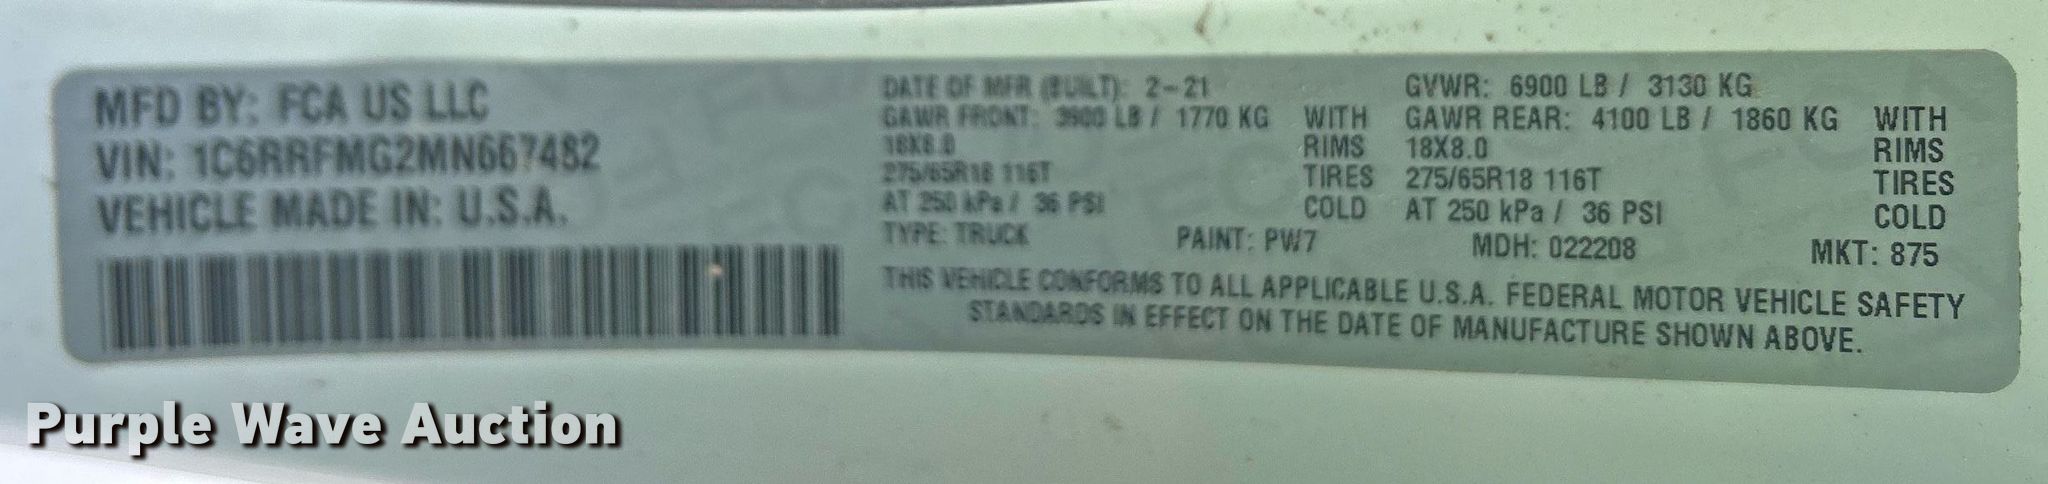 MFD BY: FCA US LLC
VIN: 1C6RRFMG2MN667482
VEHICLE MADE IN: U.S.A.
DATE OF MFR (BUILT): 2-21 GVWR: 6900 LB / 3130 KG
GAWR FRONT: 3900 LB / 1770 KG WITH GAWR REAR: 4100 LB / 1860 KG WITH
18X8.0 RIMS 18X8.0 RIMS
275/65R18 116T TIRES 275/65R18 116T TIRES
AT 250 kPa / 36 PSI COLD AT 250 kPa / 36 PSI COLD
TYPE: TRUCK PAINT: PW7 MDH: 022208 MKT: 875
THIS VEHICLE CONFORMS TO ALL APPLICABLE U.S.A. FEDERAL MOTOR VEHICLE SAFETY
STANDARDS IN EFFECT ON THE DATE OF MANUFACTURE SHOWN ABOVE.
Purple Wave Auction